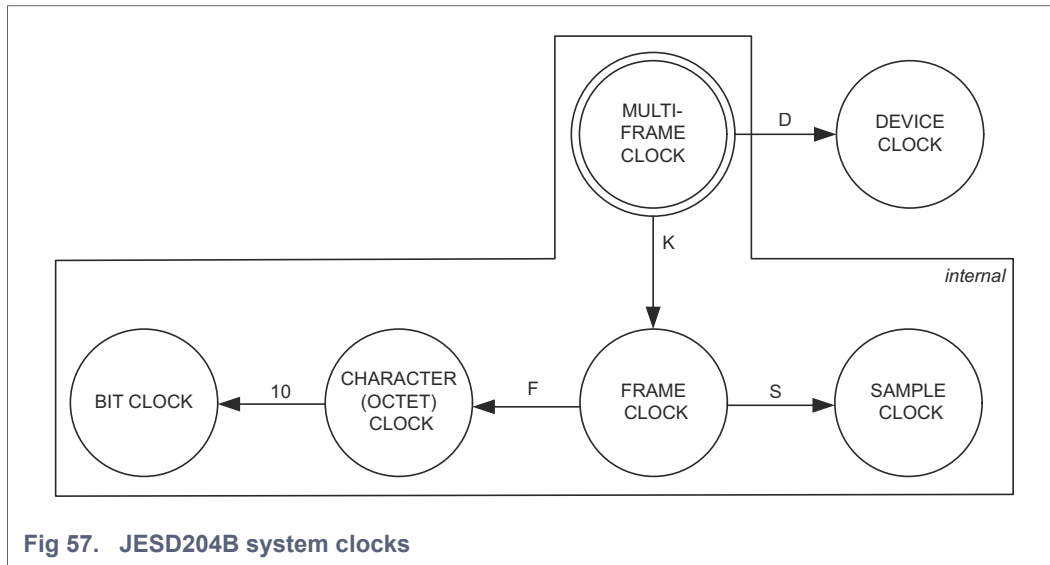 MULTI-
FRAME
CLOCK
D
DEVICE
CLOCK
K
internal
BIT CLOCK
10
CHARACTER
(OCTET)
CLOCK
F
FRAME
CLOCK
S
SAMPLE
CLOCK
Fig 57. JESD204B system clocks